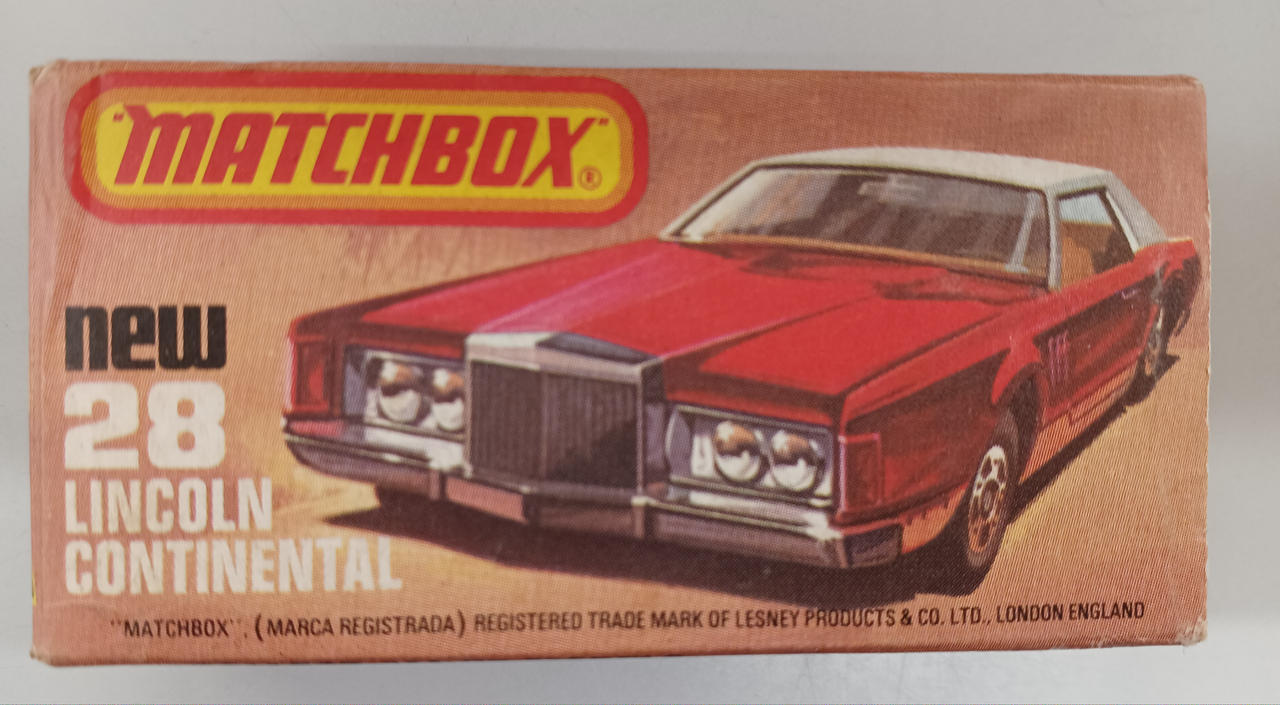 "MATCHBOX"®
new
28
LINCOLN
CONTINENTAL
"MATCHBOX". (MARCA REGISTRADA) REGISTERED TRADE MARK OF LESNEY PRODUCTS & CO. LTD., LONDON ENGLAND